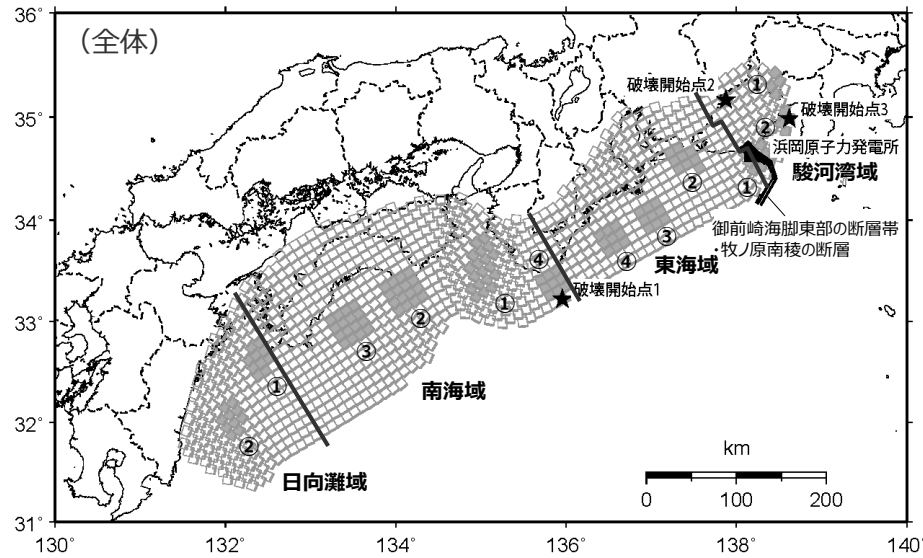 36°
(全体)
破壊開始点2
①
35°
破壊開始点3
②
浜岡原子力発電所
駿河湾域
②
①
34°
御前崎海脚東部の断層帯
・牧ノ原南稜の断層
③
④
④
東海域
破壊開始点1
①
33°
②
③
①
南海域
32°
②
日向灘域
km
0 100 200
31°
130 132 134 136 138 140